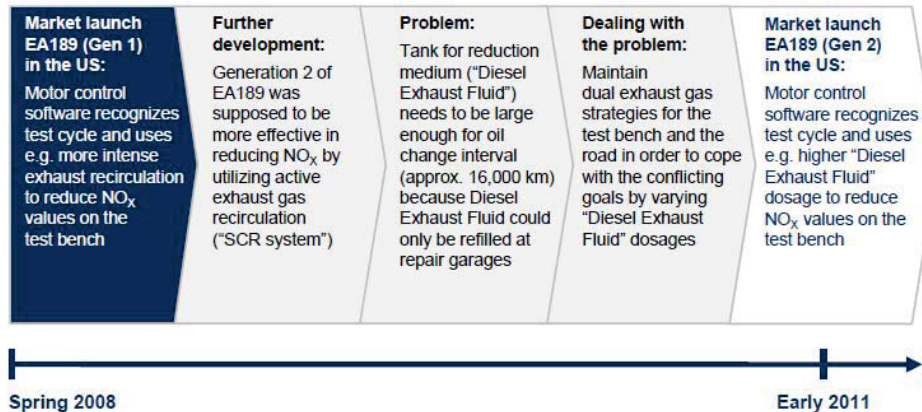 Market launch
EA189 (Gen 1)
in the US:
Motor control
software recognizes
test cycle and uses
e.g. more intense
exhaust recirculation
to reduce NOX
values on the
test bench
Further
development:
Generation 2 of
EA189 was
supposed to be
more effective in
reducing NOX by
utilizing active
exhaust gas
recirculation
(“SCR system”)
Problem:
Tank for reduction
medium (“Diesel
Exhaust Fluid”)
needs to be large
enough for oil
change interval
(approx. 16,000 km)
because Diesel
Exhaust Fluid could
only be refilled at
repair garages
Dealing with
the problem:
Maintain
dual exhaust gas
strategies for the
test bench and the
road in order to cope
with the conflicting
goals by varying
“Diesel Exhaust
Fluid” dosages
Market launch
EA189 (Gen 2)
in the US:
Motor control
software recognizes
test cycle and uses
e.g. higher “Diesel
Exhaust Fluid”
dosage to reduce
NOX values on the
test bench
Spring 2008
Early 2011